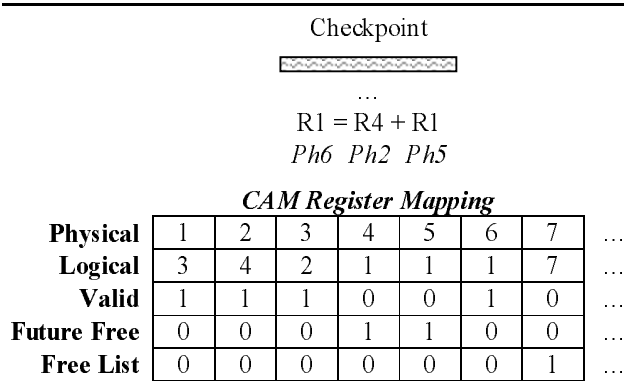 Checkpoint
...
R1 = R4 + R1
Ph6 Ph2 Ph5
CAM Register Mapping
Physical 1 2 3 4 5 6 7 ...
Logical 3 4 2 1 1 1 7 ...
Valid 1 1 1 0 0 1 0 ...
Future Free 0 0 0 1 1 0 0 ...
Free List 0 0 0 0 0 0 1 ...